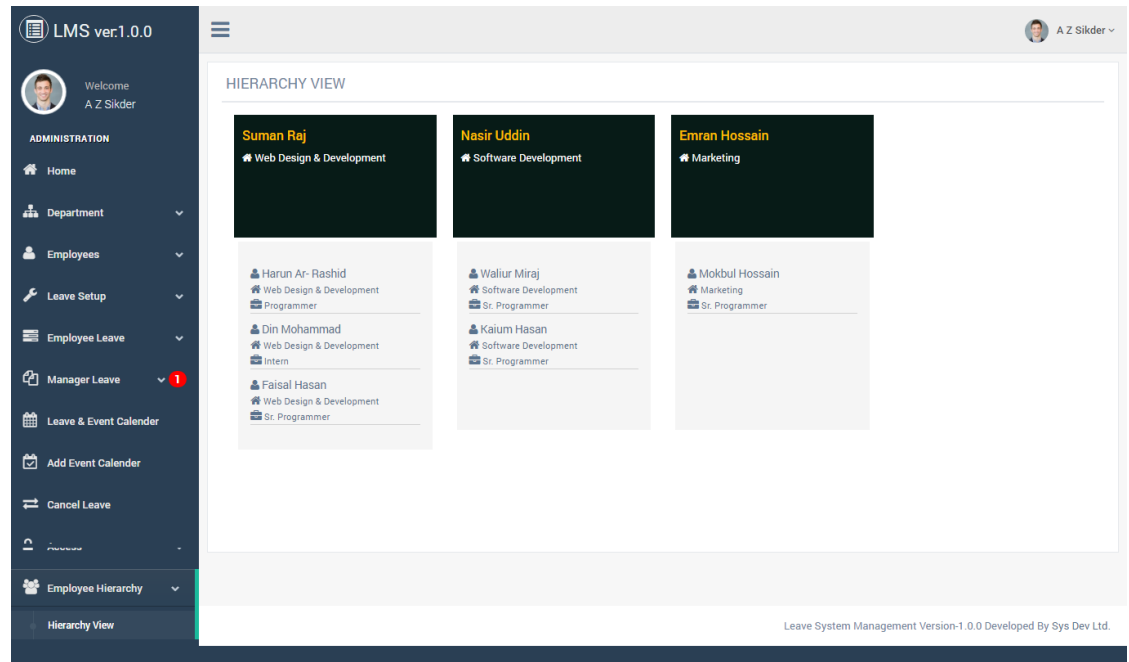 LMS ver.1.0.0
A Z Sikder
Welcome
A Z Sikder
ADMINISTRATION
Home
Department
Employees
Leave Setup
Employee Leave
Manager Leave 1
Leave & Event Calender
Add Event Calender
Cancel Leave
Employee Hierarchy
Hierarchy View
HIERARCHY VIEW
Suman Raj
Web Design & Development
Harun Ar- Rashid
Web Design & Development
Programmer
Din Mohammad
Web Design & Development
Intern
Faisal Hasan
Web Design & Development
Sr. Programmer
Nasir Uddin
Software Development
Waliur Miraj
Software Development
Sr. Programmer
Kaium Hasan
Software Development
Sr. Programmer
Emran Hossain
Marketing
Mokbul Hossain
Marketing
Sr. Programmer
Leave System Management Version-1.0.0 Developed By Sys Dev Ltd.